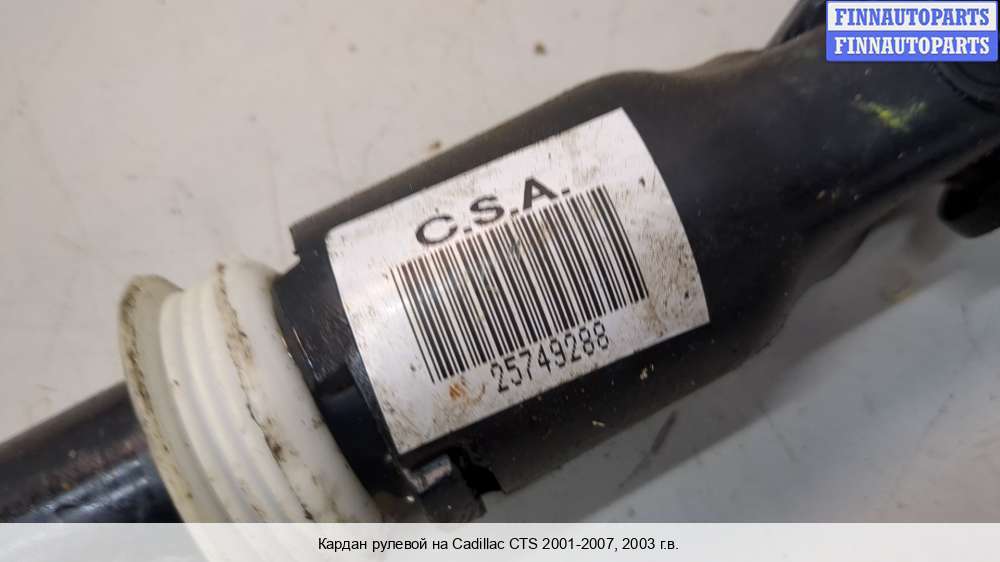 FINNAUTOPARTS
FINNAUTOPARTS
C.S.A.
25749288
Кардан рулевой на Cadillac CTS 2001-2007, 2003 г.в.